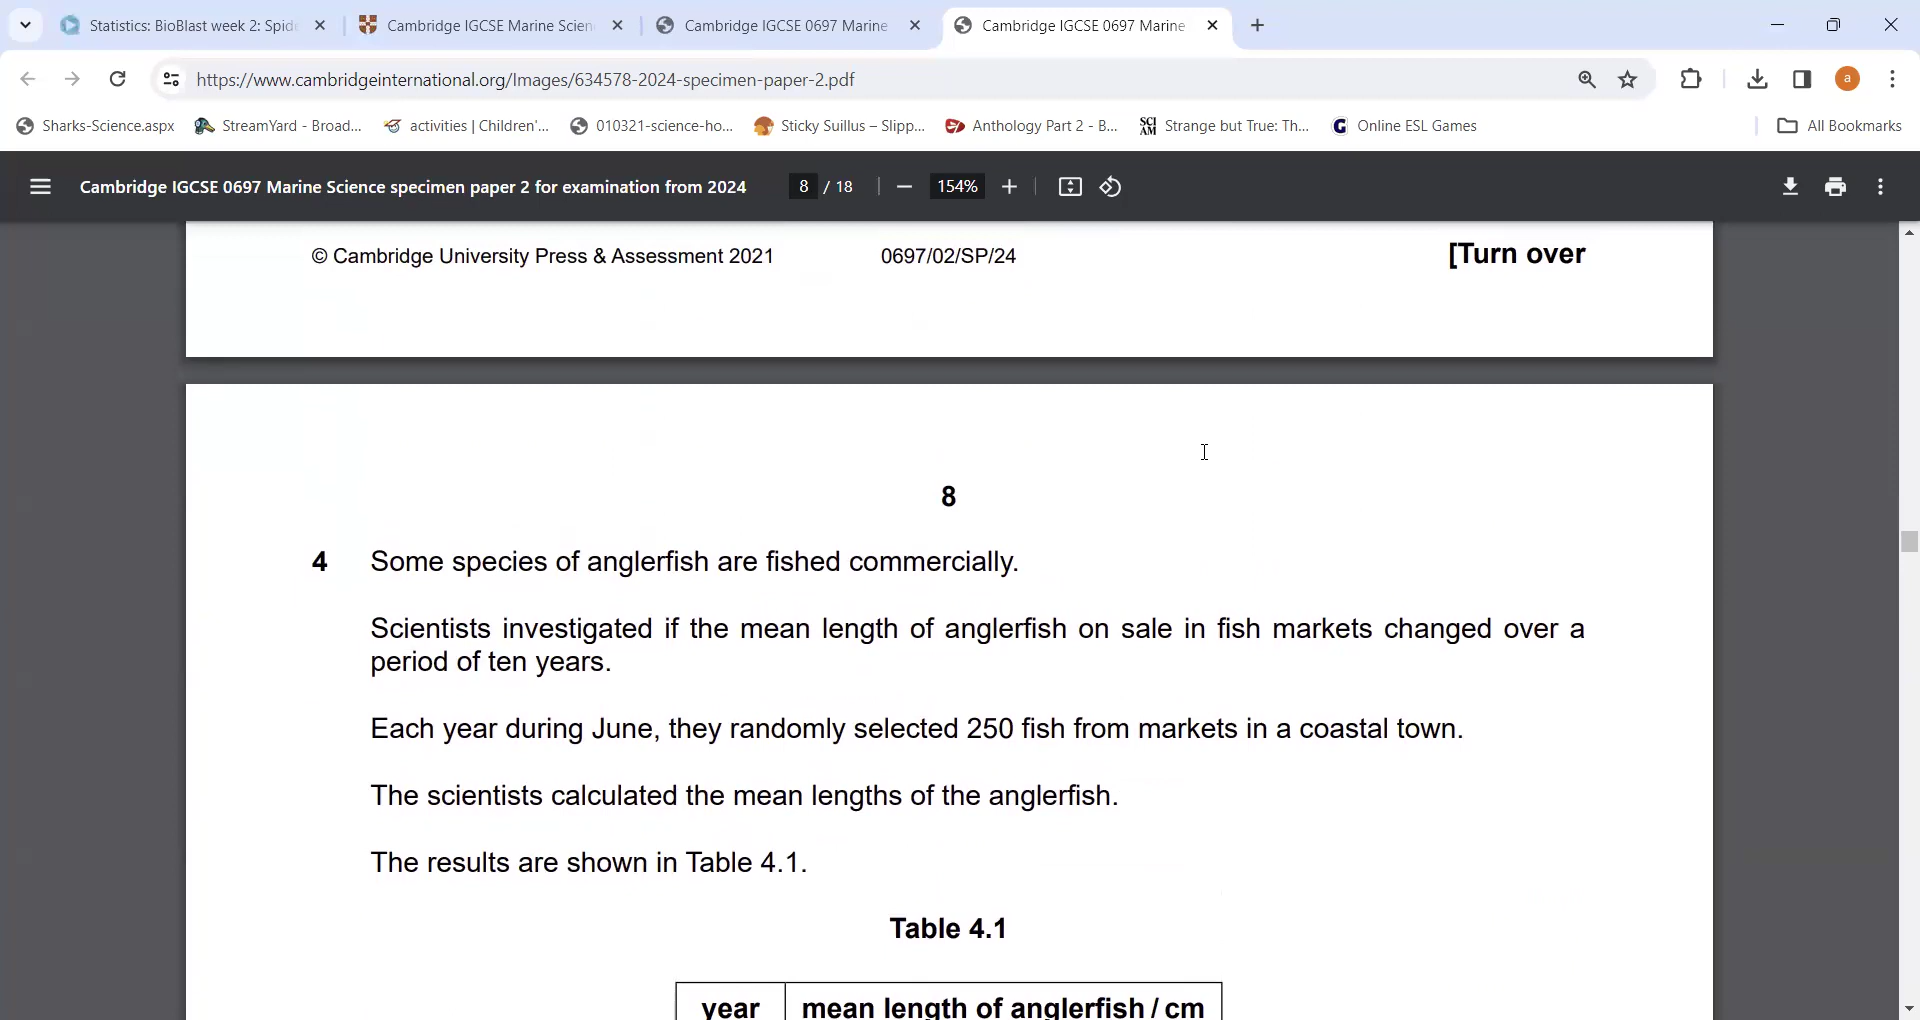 Statistics: BioBlast week 2: Spide
Cambridge IGCSE Marine Scien
Cambridge IGCSE 0697 Marine
Cambridge IGCSE 0697 Marine
https://www.cambridgeinternational.org/Images/634578-2024-specimen-paper-2.pdf
a
Sharks-Science.aspx
StreamYard - Broad...
activities | Children'...
010321-science-ho...
Sticky Suillus – Slipp...
Anthology Part 2 - B...
SCI AM
Strange but True: Th...
G
Online ESL Games
All Bookmarks
Cambridge IGCSE 0697 Marine Science specimen paper 2 for examination from 2024
8 / 18
154%
© Cambridge University Press & Assessment 2021
0697/02/SP/24
[Turn over
8
4 Some species of anglerfish are fished commercially.
Scientists investigated if the mean length of anglerfish on sale in fish markets changed over a
period of ten years.
Each year during June, they randomly selected 250 fish from markets in a coastal town.
The scientists calculated the mean lengths of the anglerfish.
The results are shown in Table 4.1.
Table 4.1
year
mean length of anglerfish / cm